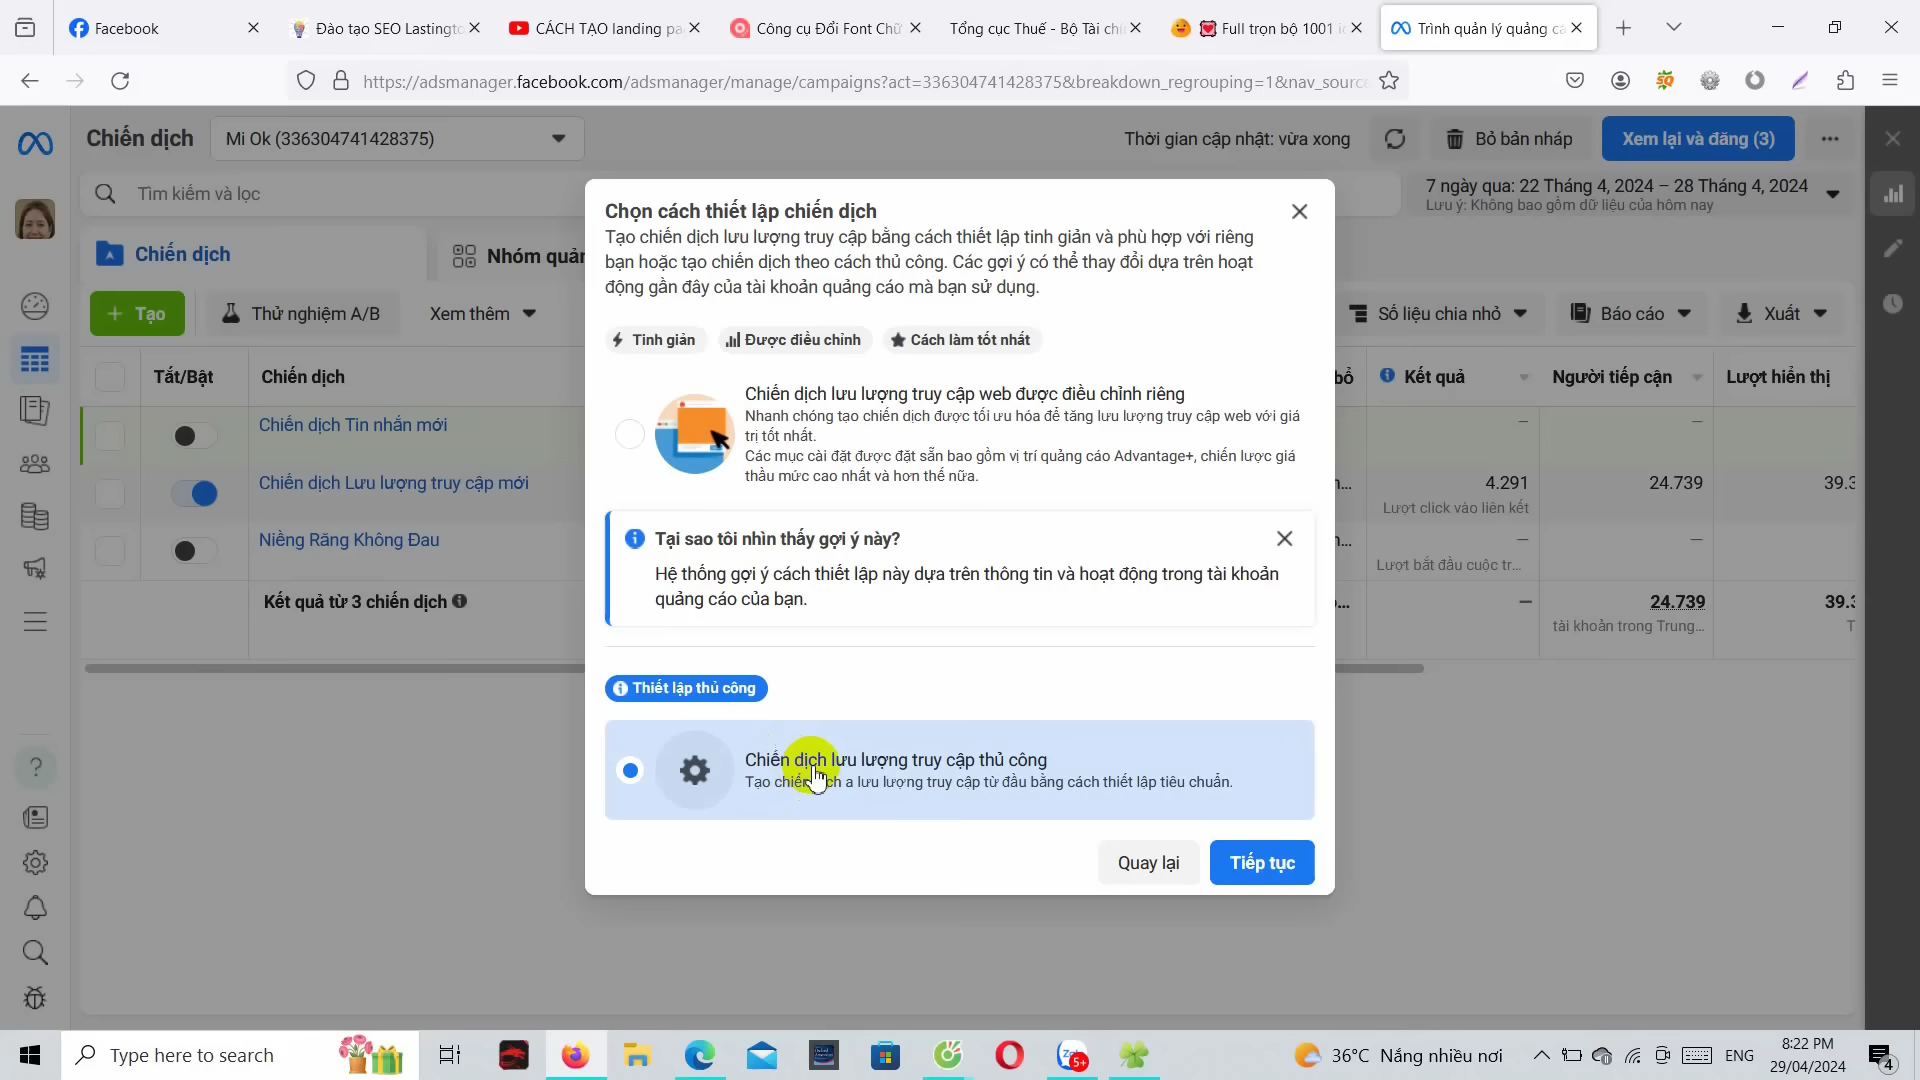 Facebook
Đào tạo SEO Lastingto
CÁCH TẠO landing pa
Công cụ Đổi Font Chữ
Tổng cục Thuế - Bộ Tài chí
Full trọn bộ 1001 i
Trình quản lý quảng cá
https://adsmanager.facebook.com/adsmanager/manage/campaigns?act=336304741428375&breakdown_regrouping=1&nav_source
Chiến dịch
Mi Ok (336304741428375)
Thời gian cập nhật: vừa xong
Bỏ bản nháp
Xem lại và đăng (3)
Tìm kiếm và lọc
7 ngày qua: 22 Tháng 4, 2024 – 28 Tháng 4, 2024
Lưu ý: Không bao gồm dữ liệu của hôm nay
Chiến dịch
Nhóm quản
+ Tạo
Thử nghiệm A/B
Xem thêm
Số liệu chia nhỏ
Báo cáo
Xuất
Tắt/Bật
Chiến dịch
bổ
Kết quả
Người tiếp cận
Lượt hiển thị
Chiến dịch Tin nhắn mới
—
—
Chiến dịch Lưu lượng truy cập mới
n...
4.291
Lượt click vào liên kết
24.739
39.3
Niềng Răng Không Đau
n...
—
Lượt bắt đầu cuộc tr...
—
Kết quả từ 3 chiến dịch
—
24.739
tài khoản trong Trung...
39.3
T
Chọn cách thiết lập chiến dịch
Tạo chiến dịch lưu lượng truy cập bằng cách thiết lập tinh giản và phù hợp với riêng
bạn hoặc tạo chiến dịch theo cách thủ công. Các gợi ý có thể thay đổi dựa trên hoạt
động gần đây của tài khoản quảng cáo mà bạn sử dụng.
Tinh giản
Được điều chỉnh
Cách làm tốt nhất
Chiến dịch lưu lượng truy cập web được điều chỉnh riêng
Nhanh chóng tạo chiến dịch được tối ưu hóa để tăng lưu lượng truy cập web với giá
trị tốt nhất.
Các mục cài đặt được đặt sẵn bao gồm vị trí quảng cáo Advantage+, chiến lược giá
thầu mức cao nhất và hơn thế nữa.
Tại sao tôi nhìn thấy gợi ý này?
Hệ thống gợi ý cách thiết lập này dựa trên thông tin và hoạt động trong tài khoản
quảng cáo của bạn.
Thiết lập thủ công
Chiến dịch lưu lượng truy cập thủ công
Tạo chiến dịch a lưu lượng truy cập từ đầu bằng cách thiết lập tiêu chuẩn.
Quay lại
Tiếp tục
Type here to search
5+
36°C Nắng nhiều nơi
ENG
8:22 PM
29/04/2024
4